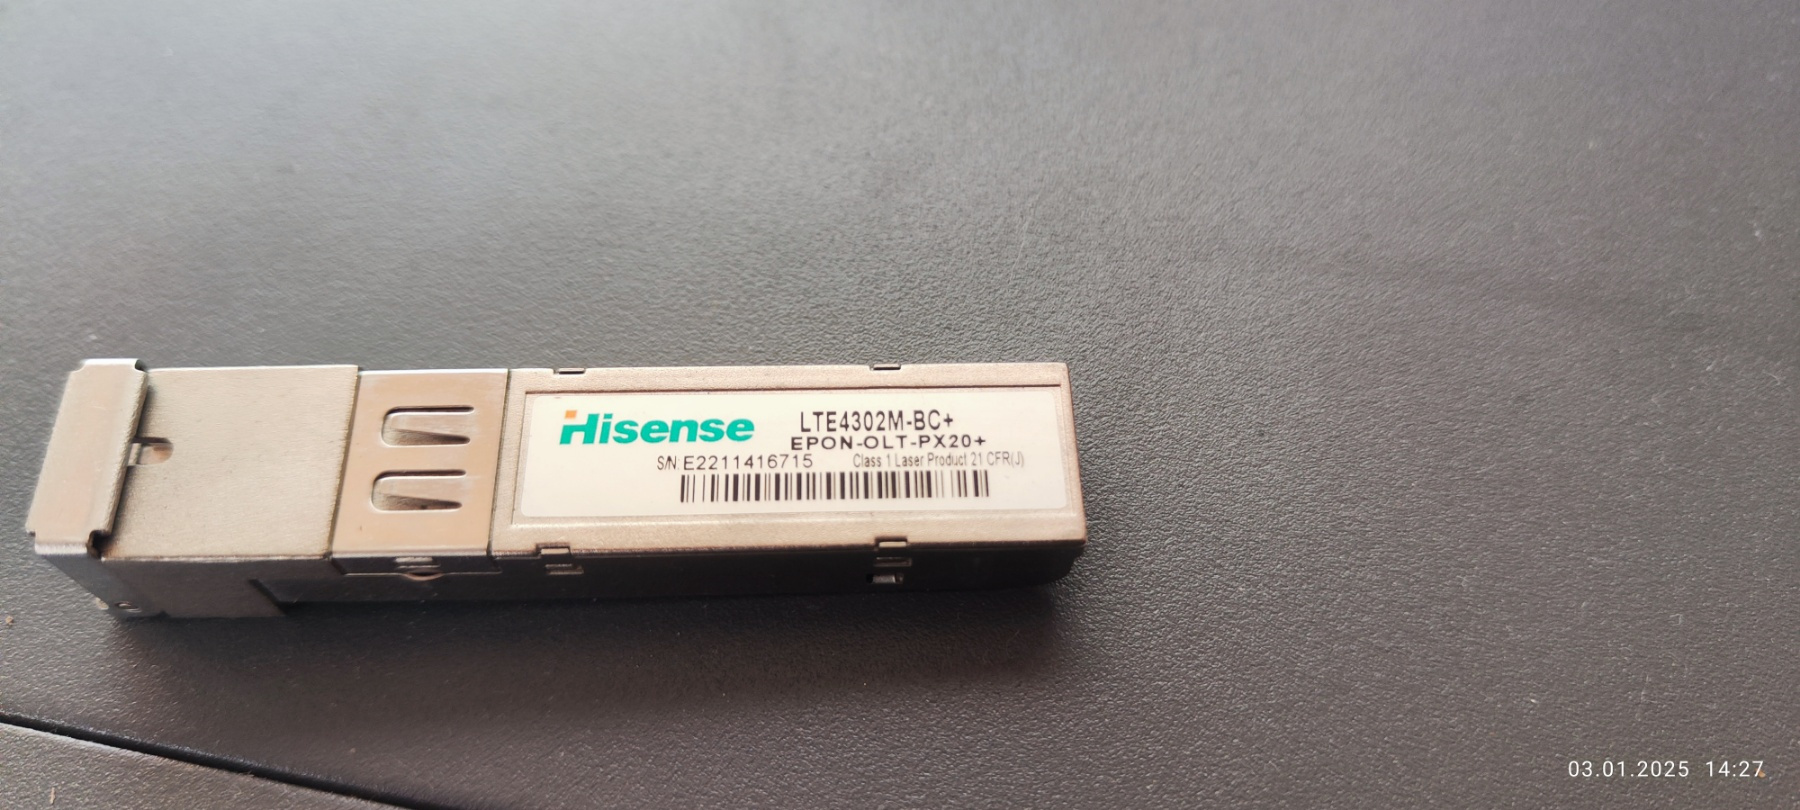 Hisense LTE4302M-BC+
EPON-OLT-PX20+
S/N:E2211416715 Class 1 Laser Product 21 CFR(J)
03.01.2025 14:27